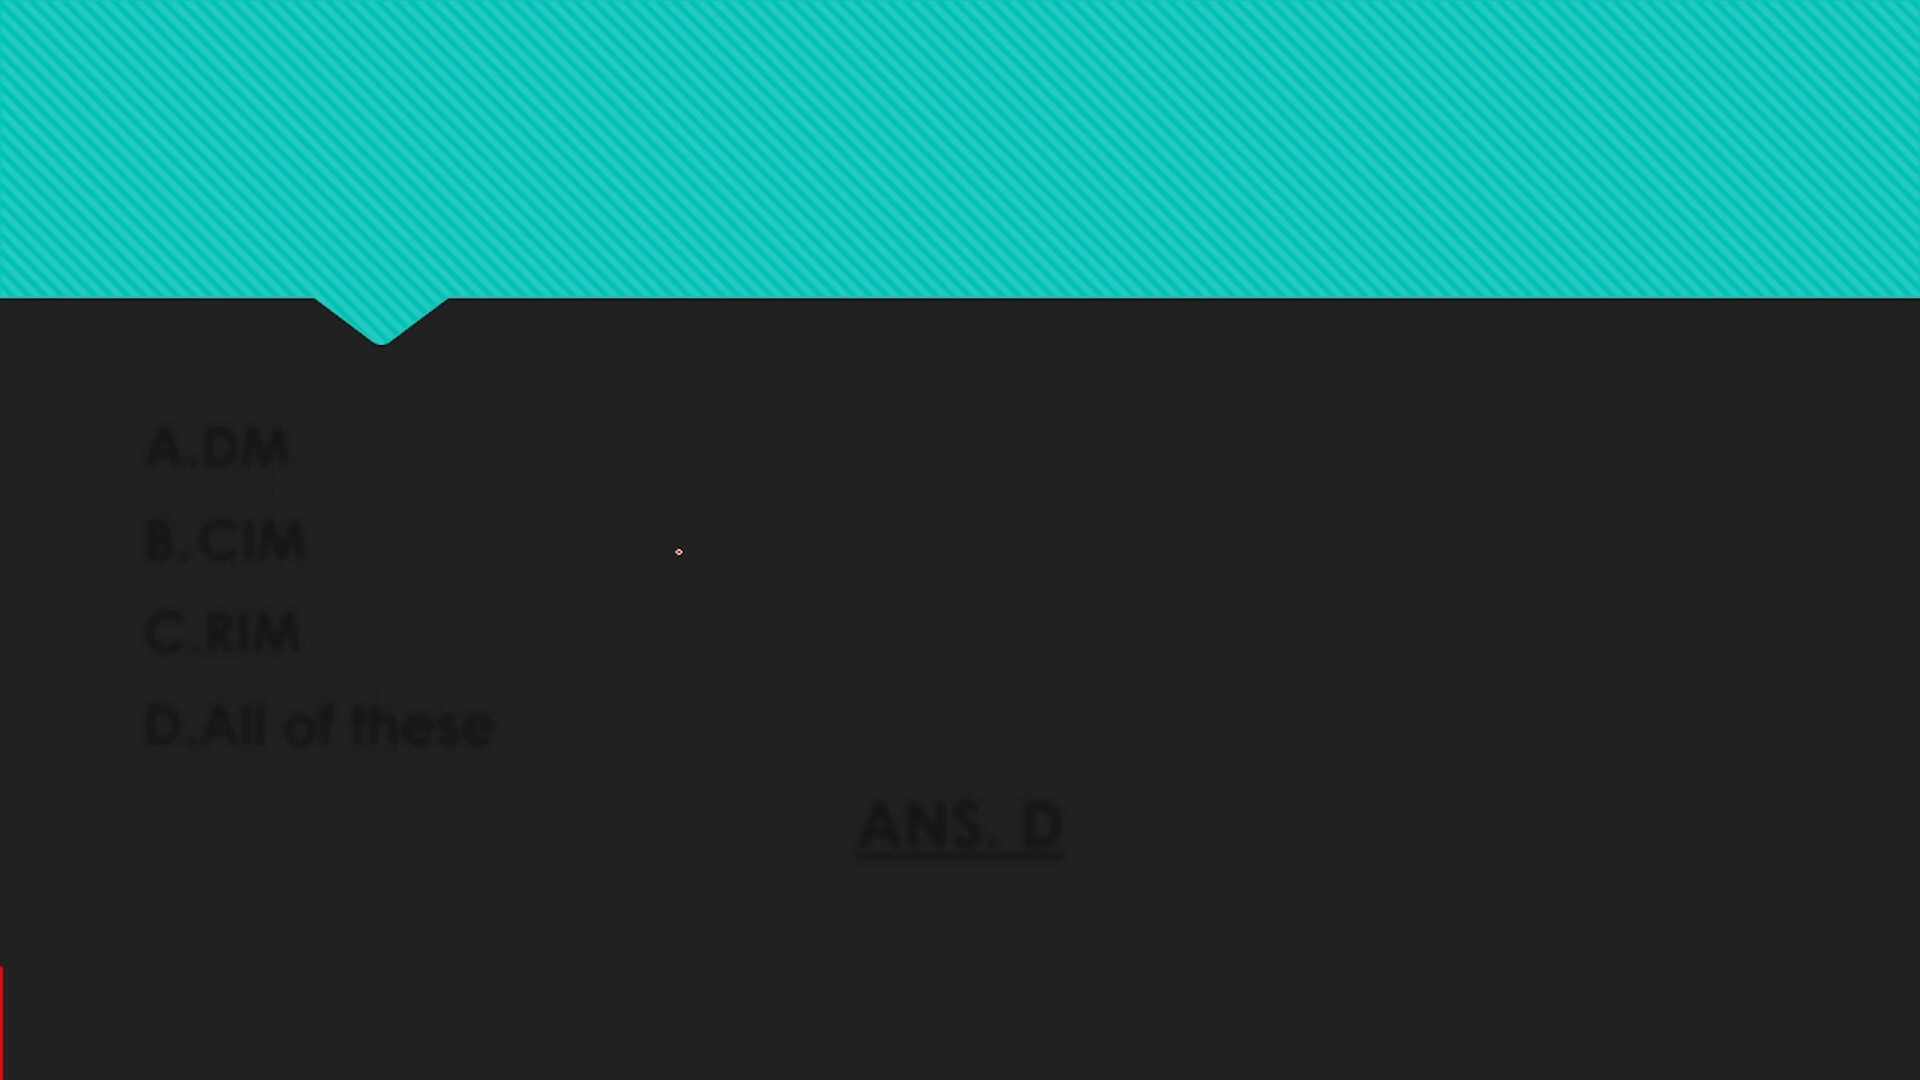 A.DM
B. CIM
C.RIM
D.All of these
ANS. D